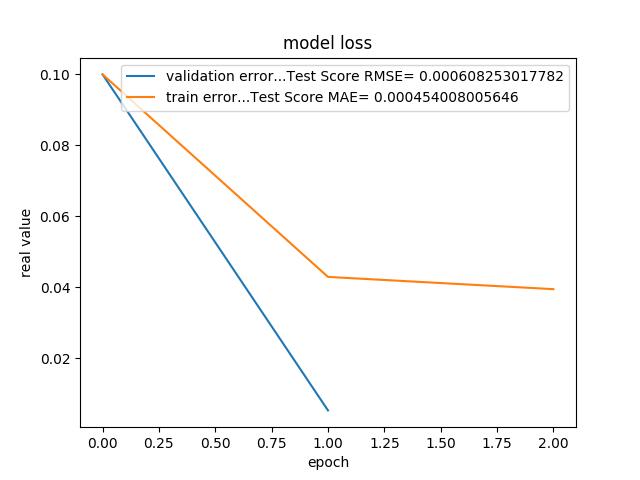 model loss
validation error...Test Score RMSE= 0.000608253017782
train error...Test Score MAE= 0.000454008005646
0.10
0.08
0.06
0.04
0.02
real value
0.00 0.25 0.50 0.75 1.00 1.25 1.50 1.75 2.00
epoch